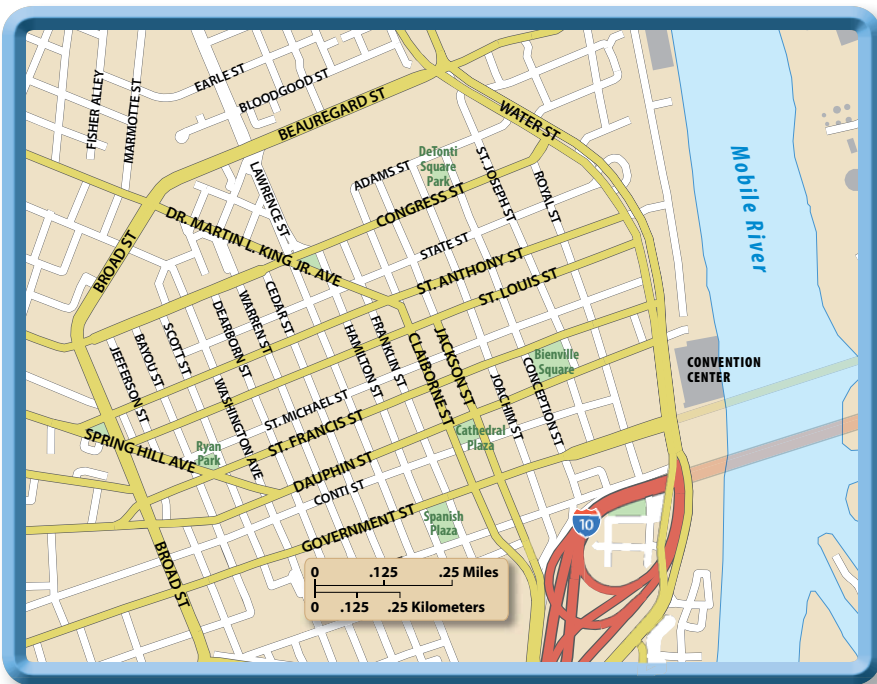 EARLE ST
BLOODGOOD ST
FISHER ALLEY
MARMOTTE ST
BEAUREGARD ST
WATER ST
DeTonti
Square
Park
ADAMS ST
ST. JOSEPH ST
ROYAL ST
LAWRENCE ST
CONGRESS ST
Mobile River
DR. MARTIN L. KING JR. AVE
BROAD ST
STATE ST
ST. ANTHONY ST
ST. LOUIS ST
CEDAR ST
WARREN ST
DEARBORN ST
SCOTT ST
BAYOU ST
JEFFERSON ST
HAMILTON ST
FRANKLIN ST
CLAIBORNE ST
JACKSON ST
JOACHIM ST
CONCEPTION ST
Bienville
Square
CONVENTION
CENTER
WASHINGTON AVE
ST. MICHAEL ST
ST. FRANCIS ST
SPRING HILL AVE
Ryan
Park
Cathedral
Plaza
DAUPHIN ST
CONTI ST
GOVERNMENT ST
Spanish
Plaza
10
BROAD ST
0 .125 .25 Miles
0 .125 .25 Kilometers